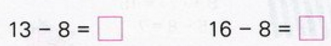 13 − 8 = □ 16 − 8 = □